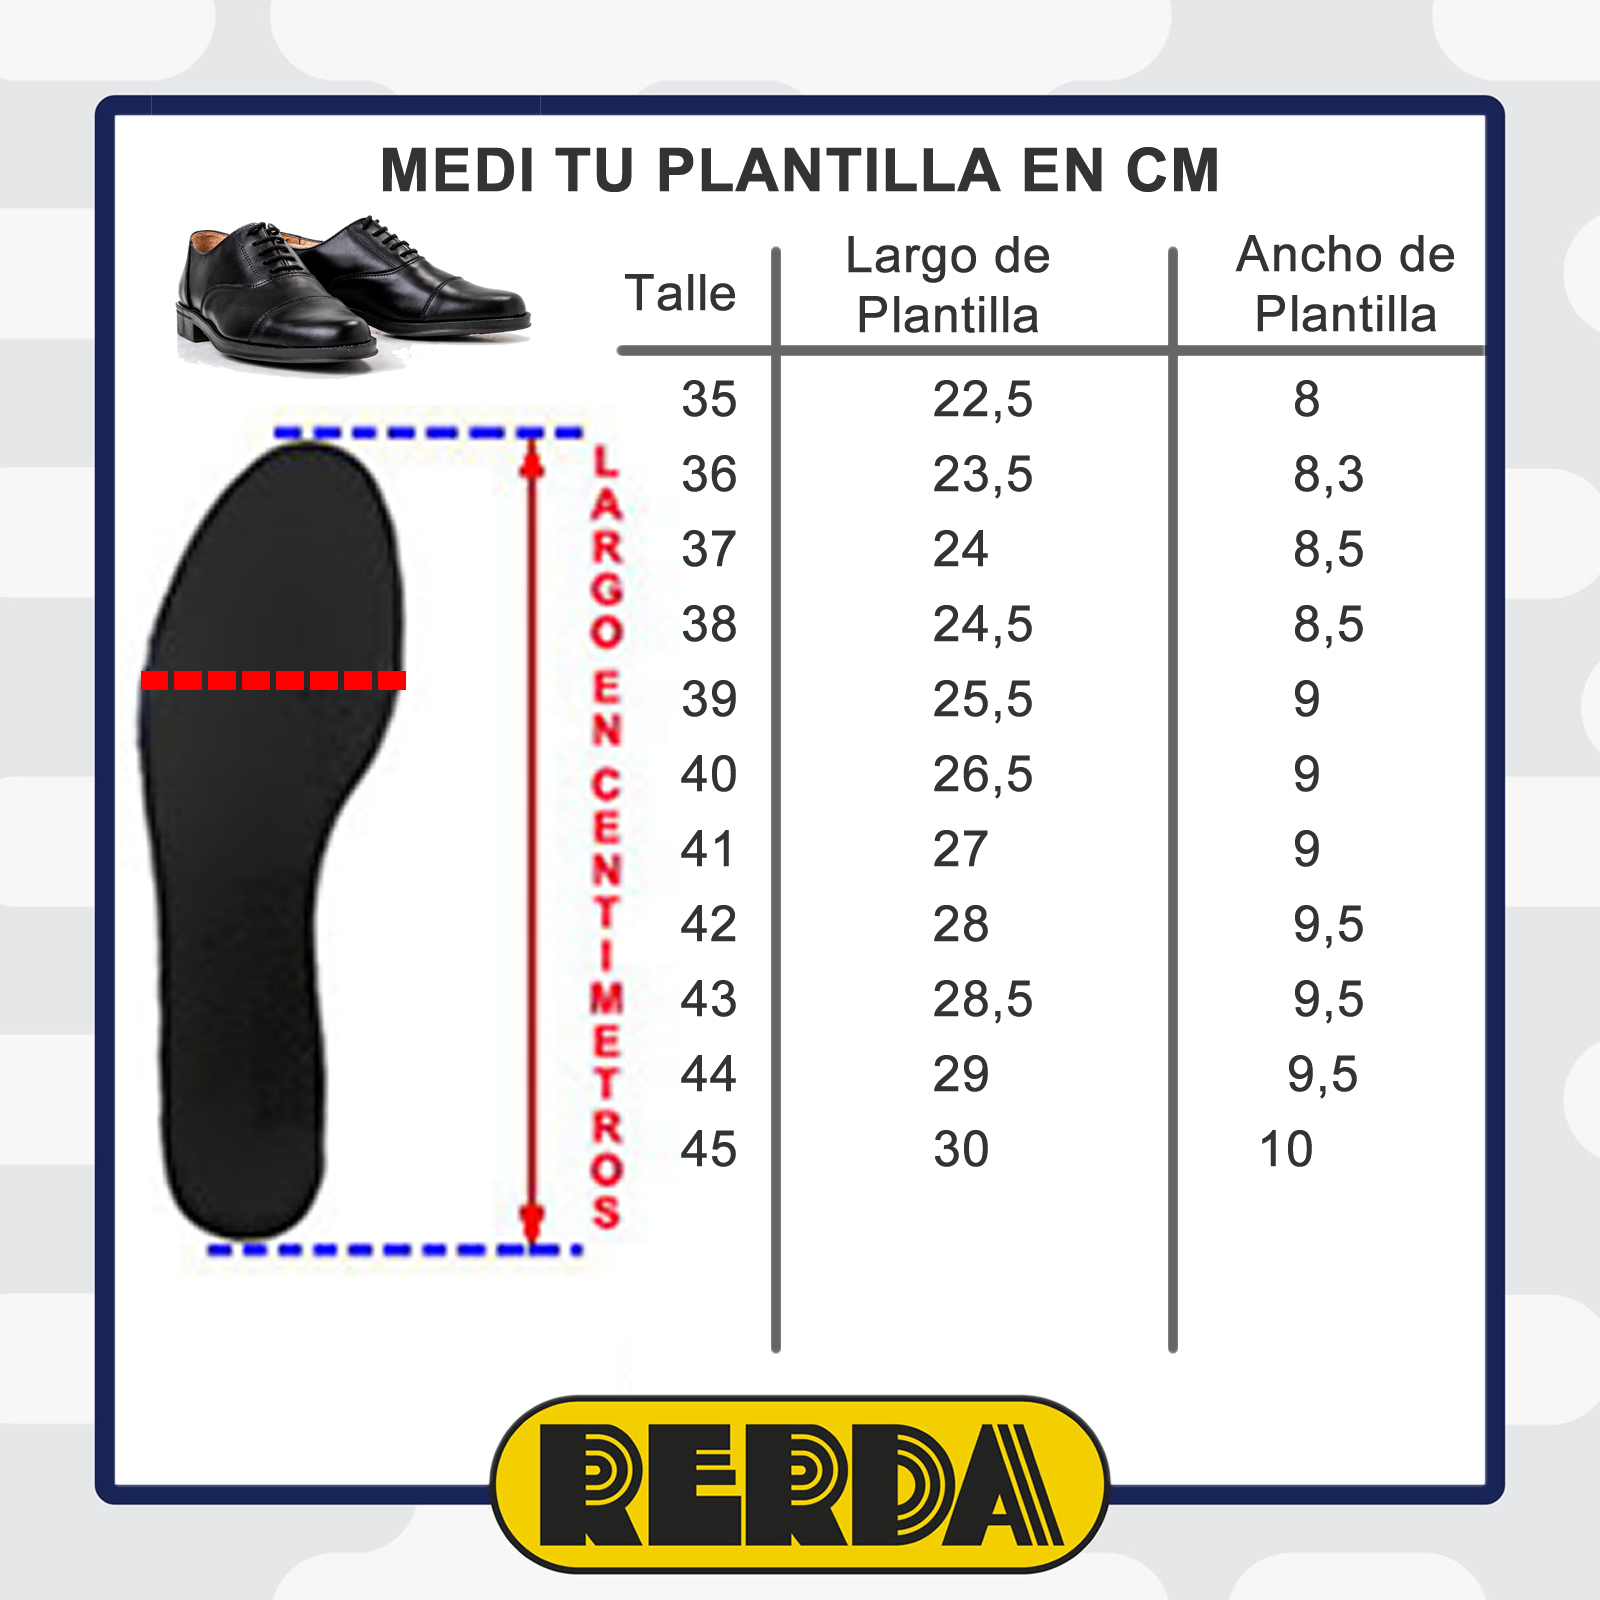 MEDI TU PLANTILLA EN CM
Talle
Largo de
Plantilla
Ancho de
Plantilla
35 22,5 8
36 23,5 8,3
37 24 8,5
38 24,5 8,5
39 25,5 9
40 26,5 9
41 27 9
42 28 9,5
43 28,5 9,5
44 29 9,5
45 30 10
LARGO EN CENTIMETROS
RERDA